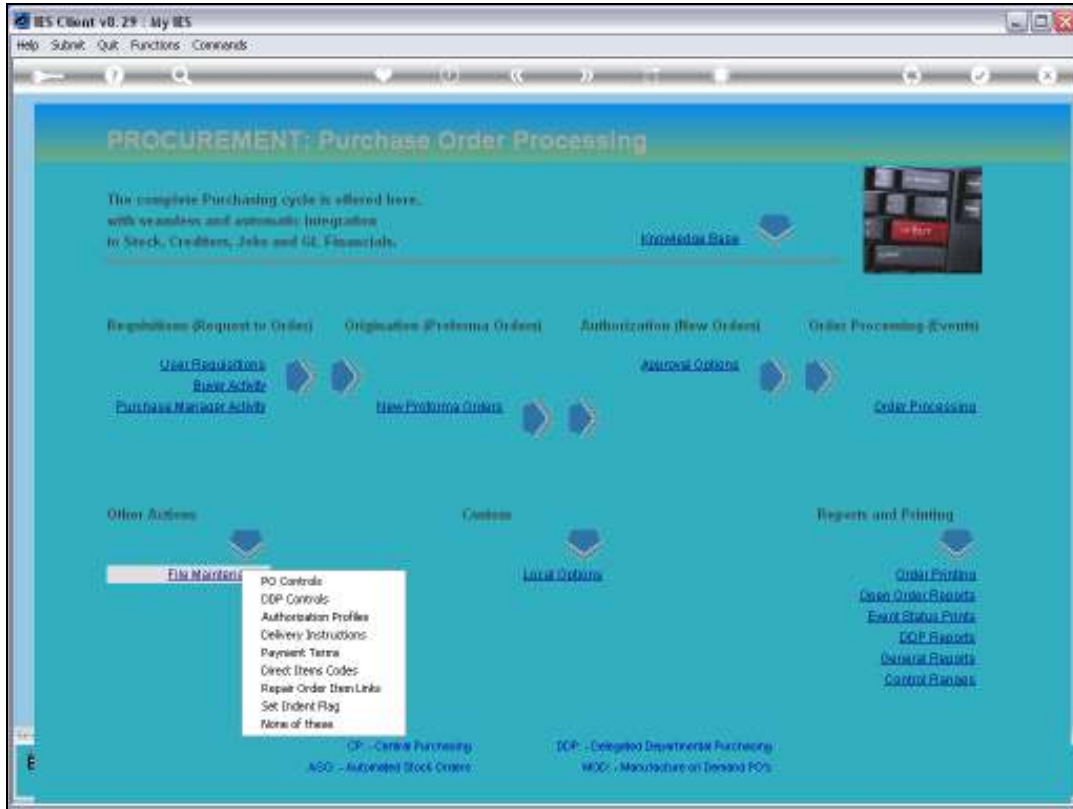 IES Client v8.29 : My IES
Help Submit Quit Functions Commands
PROCUREMENT: Purchase Order Processing
The complete Purchasing cycle is offered here,
with seamless and automatic Integration
to Stock, Creditors, Jobs and GL Financials.
Knowledge Base
Requisitions (Request to Order) Origination (Proforma Orders) Authorization (New Orders) Order Processing (Events)
User Requisitions
Buyer Activity
Purchase Manager Activity
New Proforma Orders
Approval Options
Order Processing
Other Actions Custom Reports and Printing
File Maintena
Local Options
Order Printing
Open Order Reports
Event Status Prints
DDP Reports
General Reports
Control Ranges
PO Controls
DDP Controls
Authorization Profiles
Delivery Instructions
Payment Terms
Direct Items Codes
Repair Order Item Links
Set Indent Flag
None of these
CP: - Central Purchasing DDP: - Delegated Departmental Purchasing
ASO: - Automated Stock Orders MOD: - Manufacture on Demand PO's